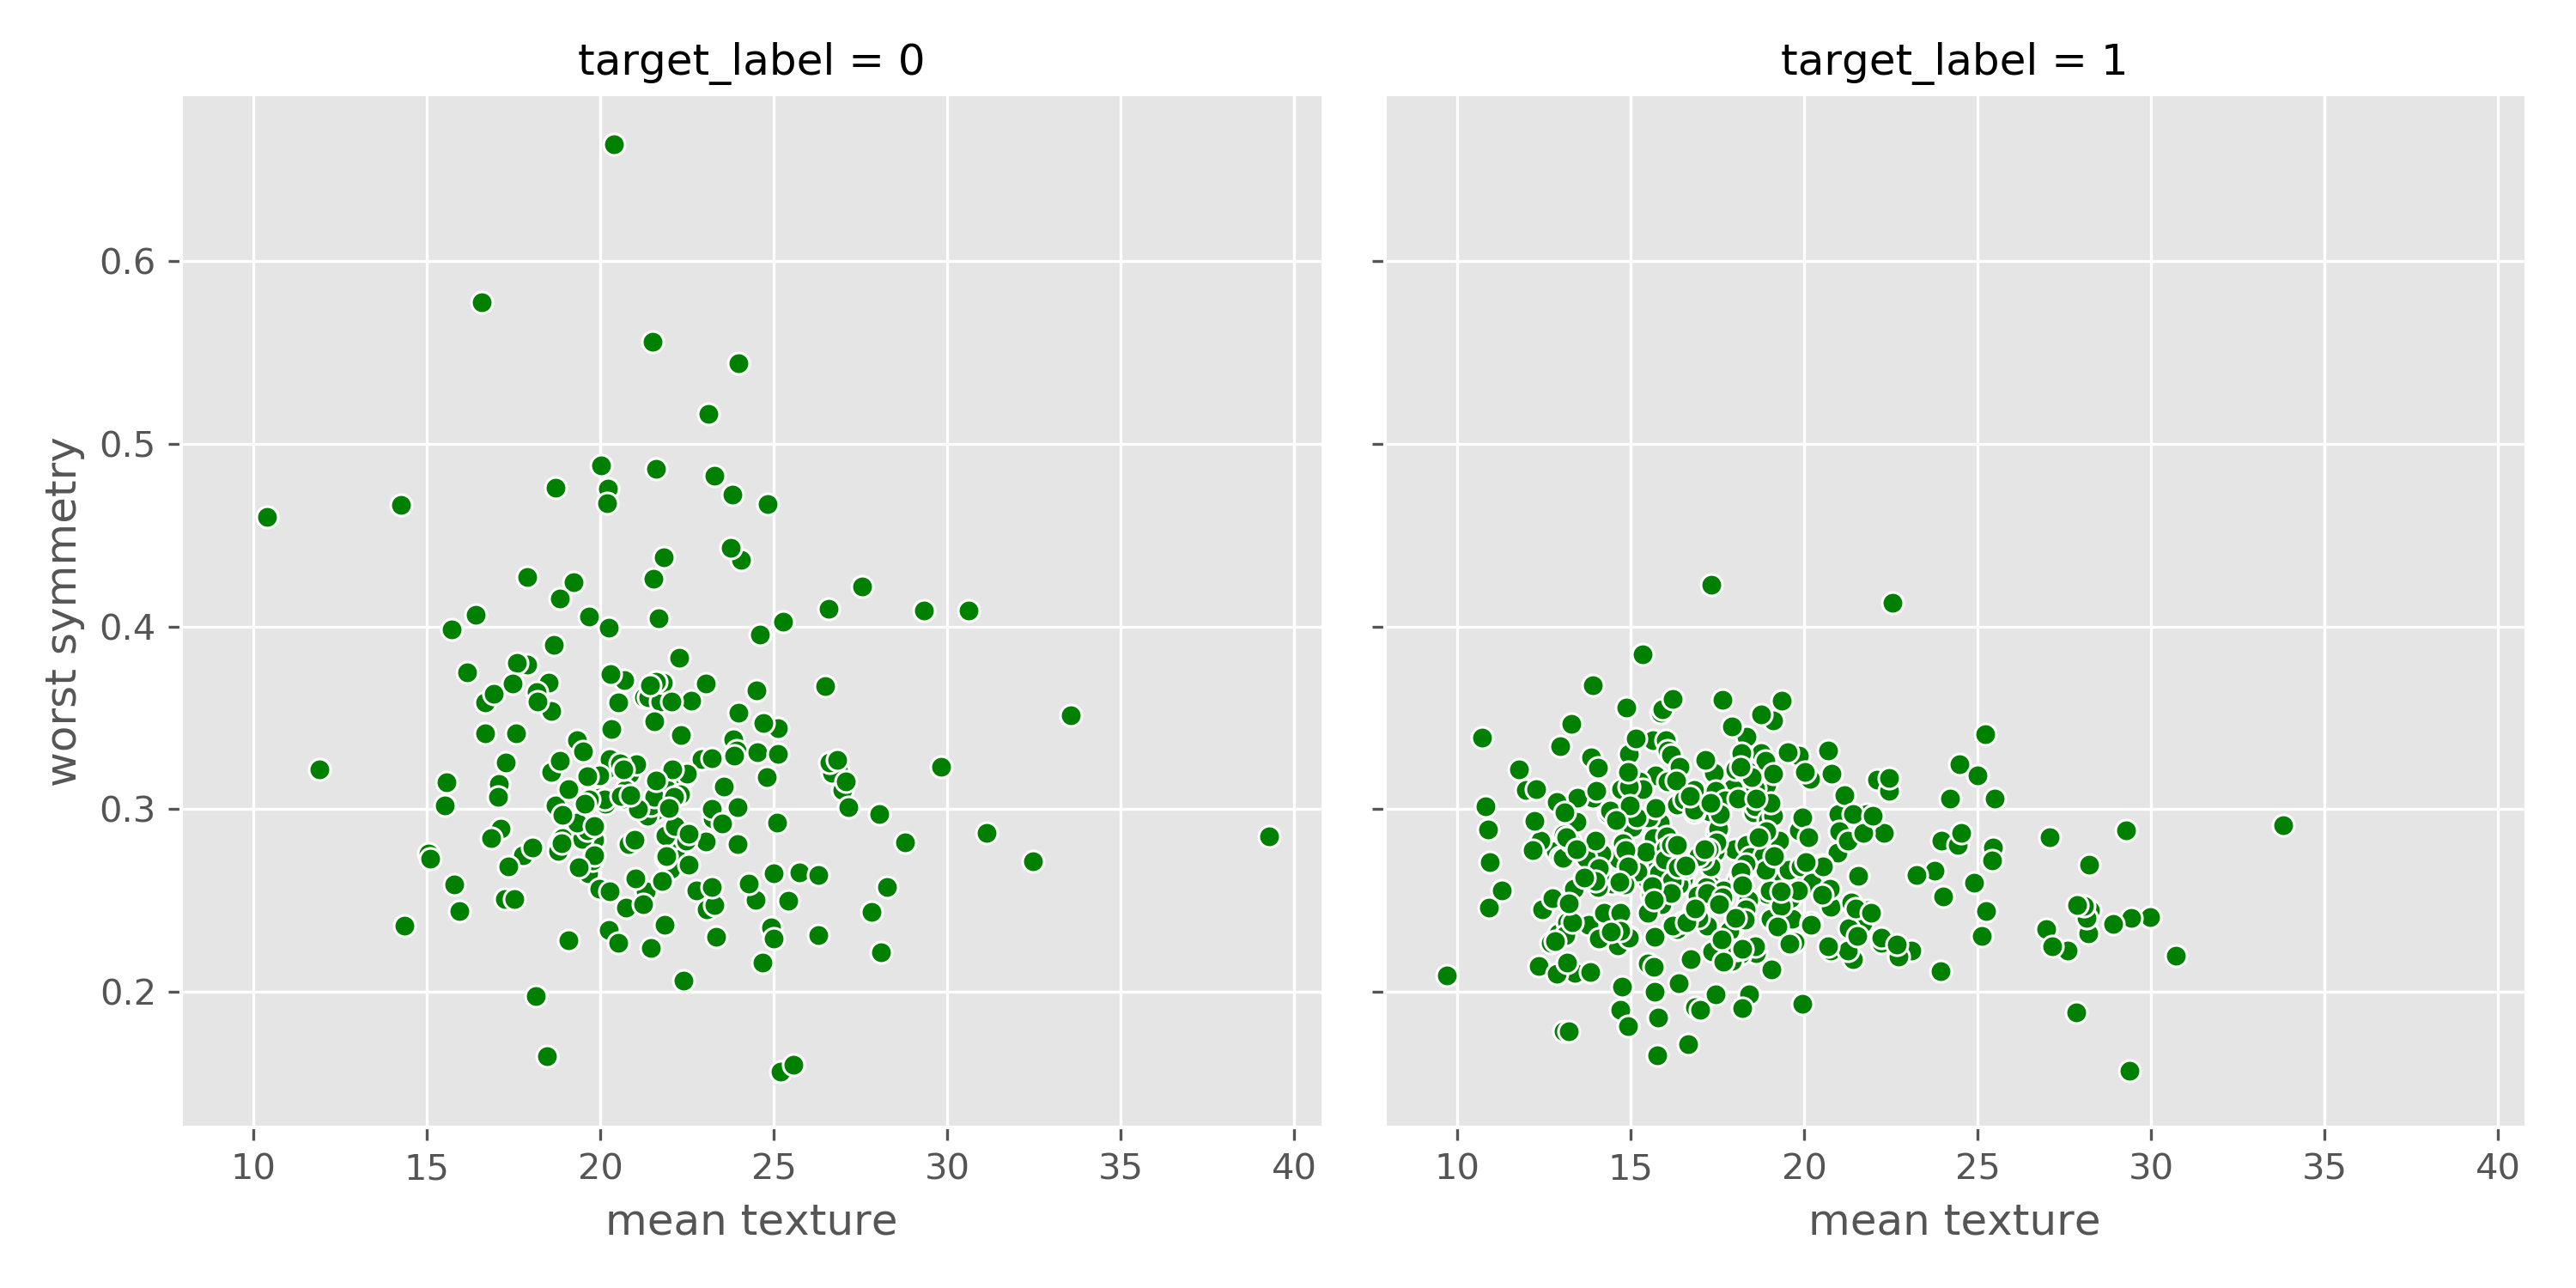 target_label = 0
target_label = 1
worst symmetry
0.6
0.5
0.4
0.3
0.2
10 15 20 25 30 35 40
10 15 20 25 30 35 40
mean texture
mean texture